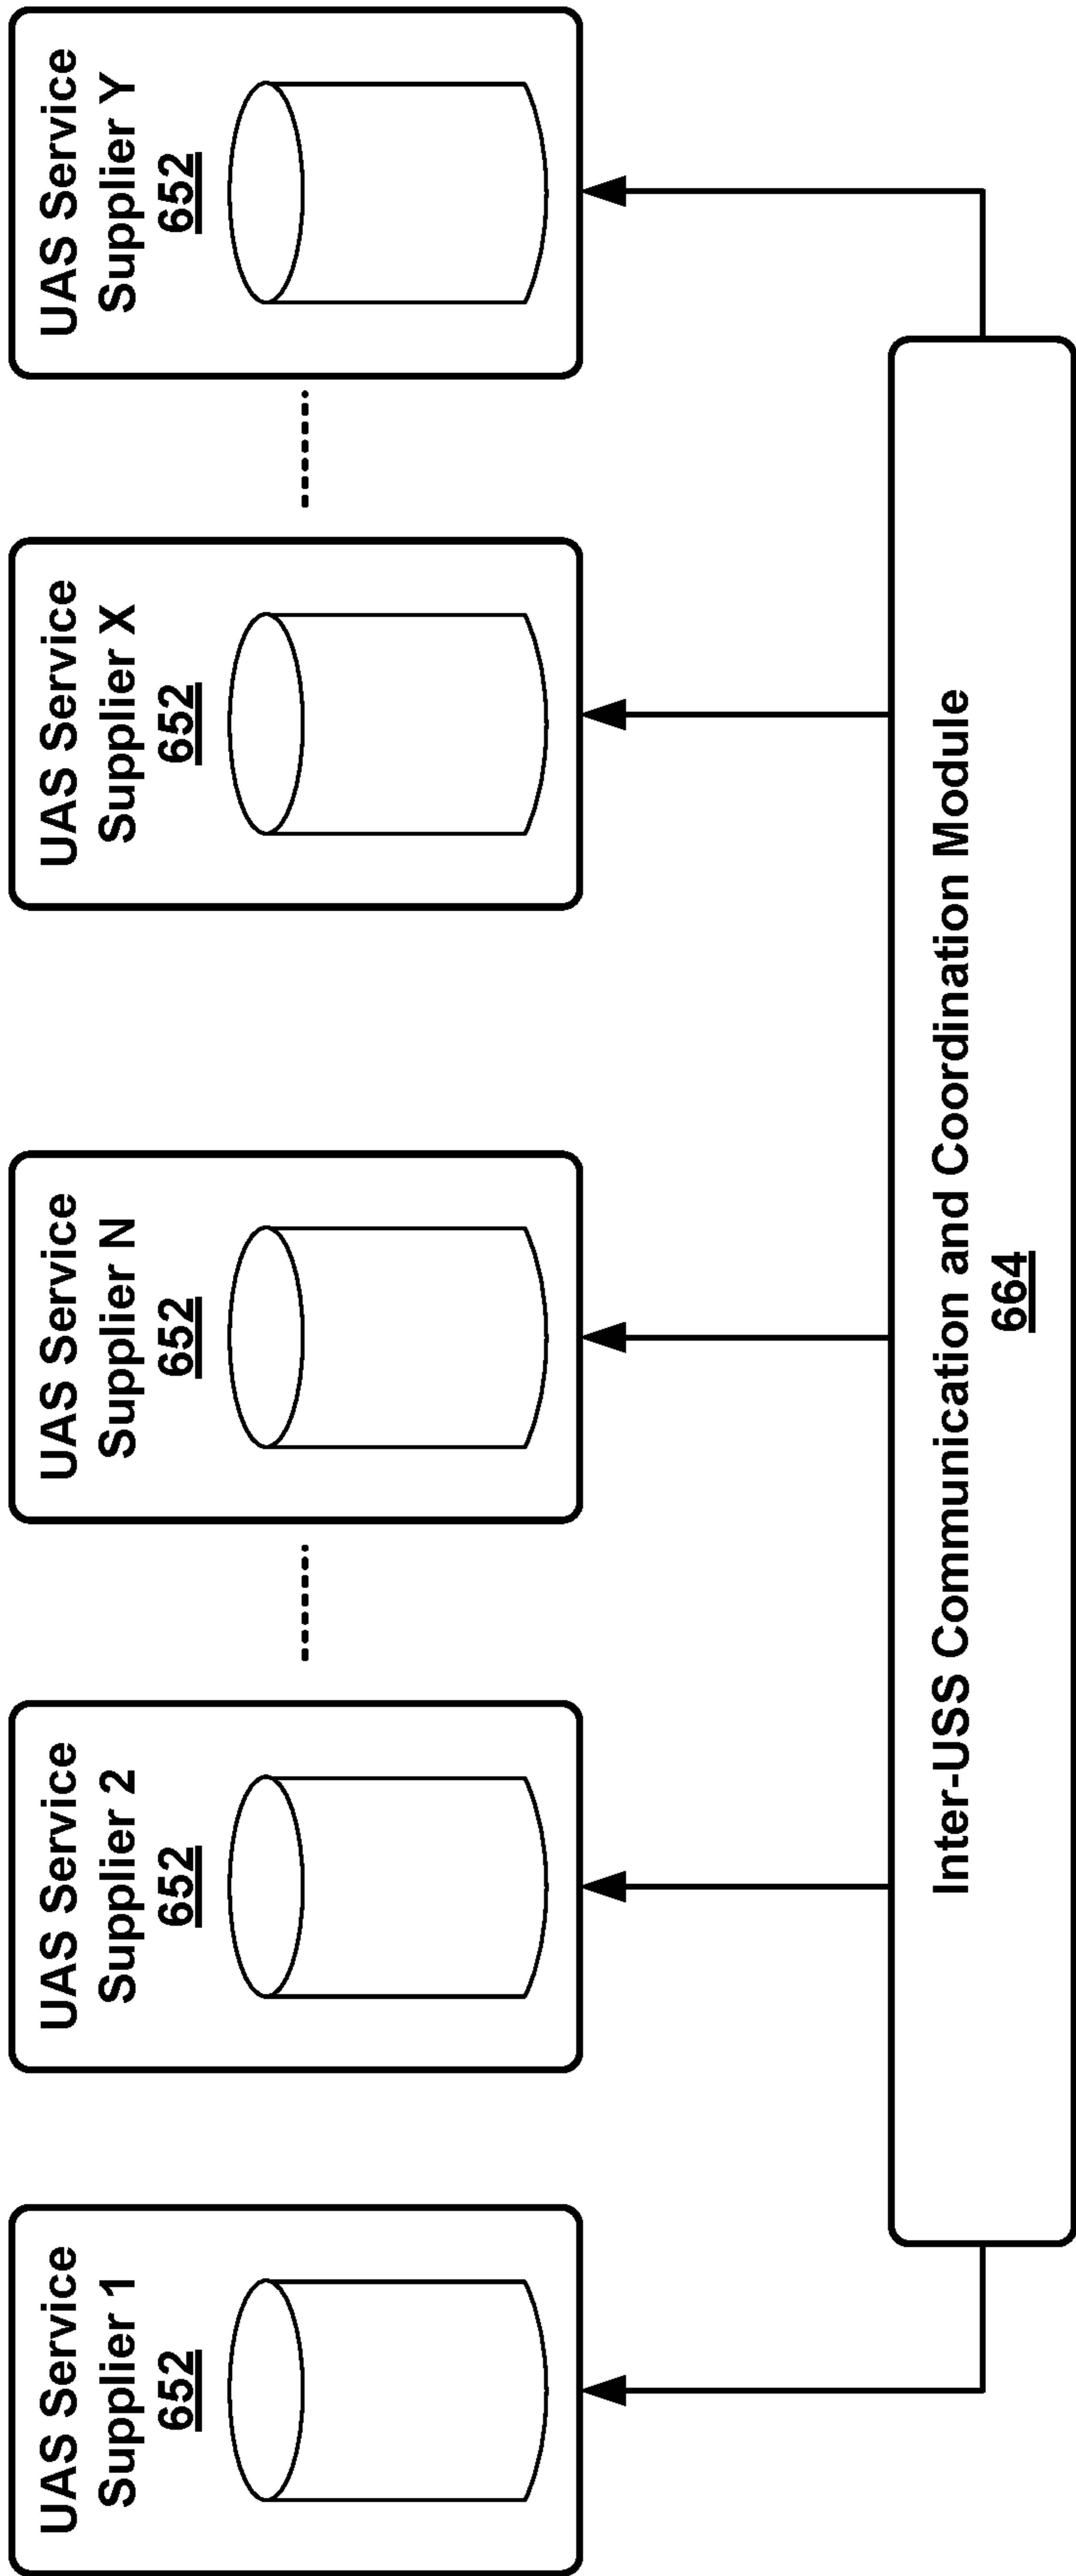 UAS Service
Supplier 1
652
UAS Service
Supplier 2
652
UAS Service
Supplier N
652
UAS Service
Supplier X
652
UAS Service
Supplier Y
652
Inter-USS Communication and Coordination Module
664